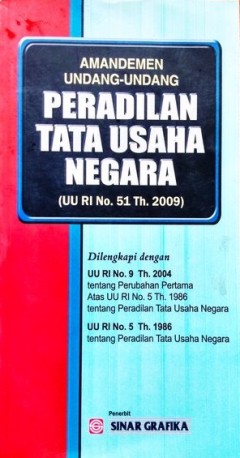 AMANDEMEN
UNDANG-UNDANG
PERADILAN
TATA USAHA
NEGARA
(UU RI No. 51 Th. 2009)
Dilengkapi dengan
UU RI No. 9 Th. 2004
tentang Perubahan Pertama
Atas UU RI No. 5 Th. 1986
tentang Peradilan Tata Usaha Negara
UU RI No. 5 Th. 1986
tentang Peradilan Tata Usaha Negara
Penerbit
SINAR GRAFIKA